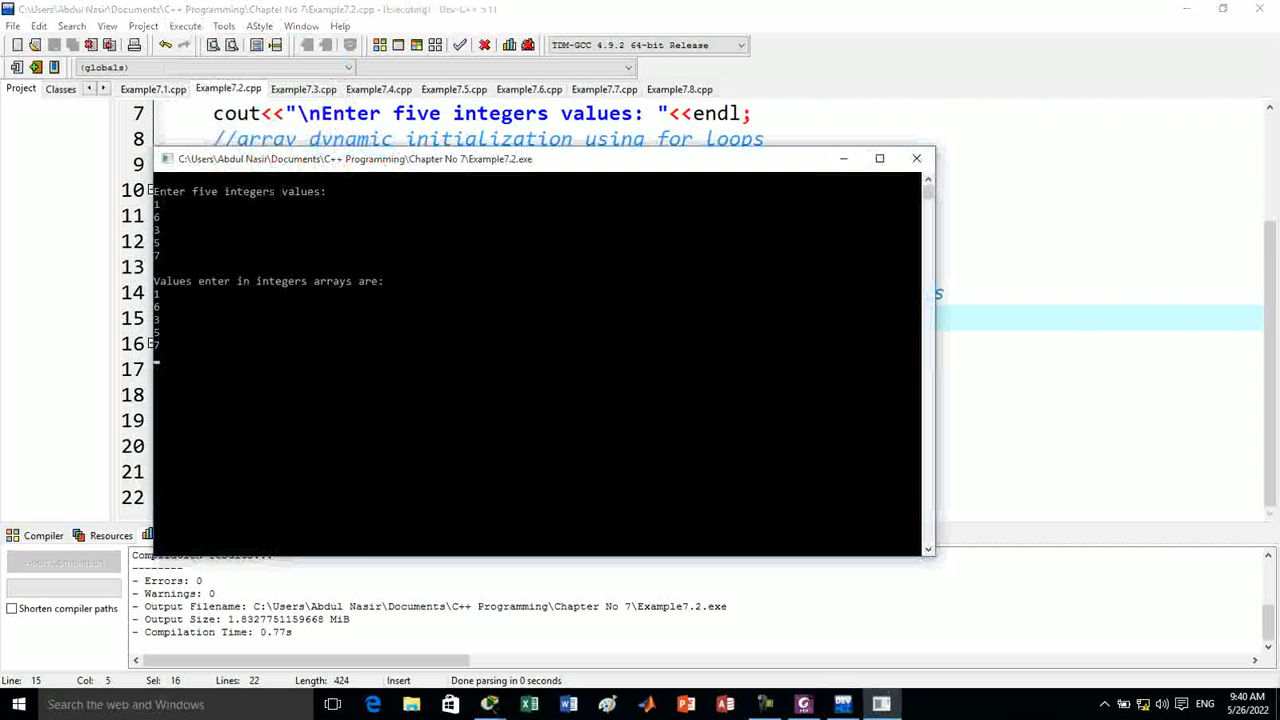 C:\Users\Abdul Nasir\Documents\C++ Programming\Chapter No 7\Example7.2.cpp - [Executing] - Dev-C++ 5.11
File Edit Search View Project Execute Tools AStyle Window Help
TDM-GCC 4.9.2 64-bit Release
(globals)
Project Classes Example7.1.cpp Example7.2.cpp Example7.3.cpp Example7.4.cpp Example7.5.cpp Example7.6.cpp Example7.7.cpp Example7.8.cpp
7 cout<<"\nEnter five integers values: "<<endl;
8 //array dynamic initialization using for loops
C:\Users\Abdul Nasir\Documents\C++ Programming\Chapter No 7\Example7.2.exe
9
10
11
12
13
14 s
15
16
17
18
19
20
21
22
Enter five integers values:
1
6
3
5
7
Values enter in integers arrays are:
1
6
3
5
7
Compiler Resources
Abort Compilation
Shorten compiler paths
Compilation results...
--------
- Errors: 0
- Warnings: 0
- Output Filename: C:\Users\Abdul Nasir\Documents\C++ Programming\Chapter No 7\Example7.2.exe
- Output Size: 1.8327751159668 MiB
- Compilation Time: 0.77s
Line: 15 Col: 5 Sel: 16 Lines: 22 Length: 424 Insert Done parsing in 0 seconds
Search the web and Windows
ENG
9:40 AM
5/26/2022